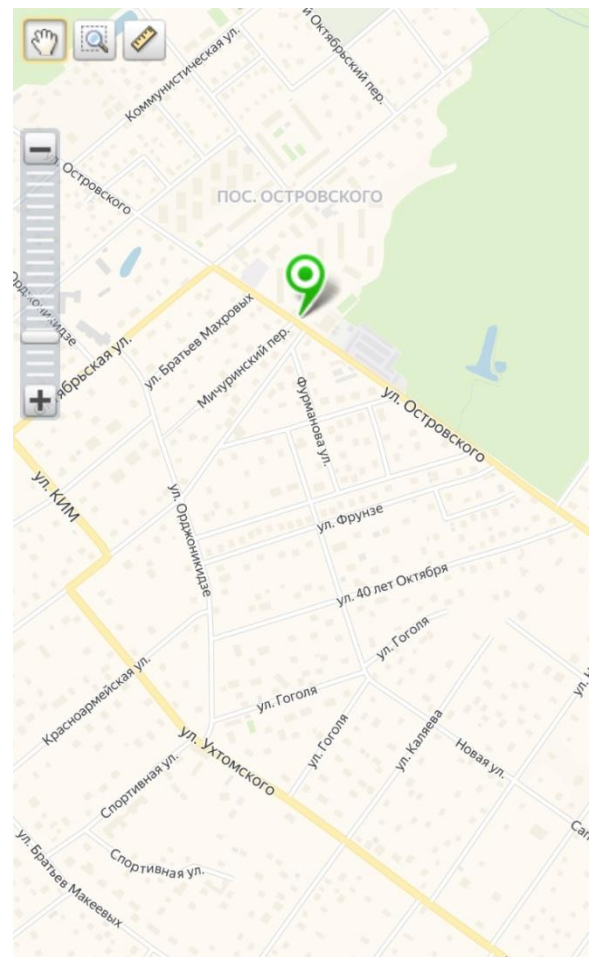 й Октябрьский пер.
Коммунистическая ул.
ул. Островского
ПОС. ОСТРОВСКОГО
Орджоникидзе
ул. Братьев Махровых
Мичуринский пер.
ябрьская ул.
Фурманова ул.
ул. Островского
ул. КИМ
ул. Орджоникидзе
ул. Фрунзе
ул. 40 лет Октября
ул. Гоголя
Красноармейская ул.
ул. Гоголя
ул. Гоголя
ул. Каляева
ул. Ухтомского
Новая ул.
Спортивная ул.
Сап
ул. Братьев Макеевых
Спортивная ул.